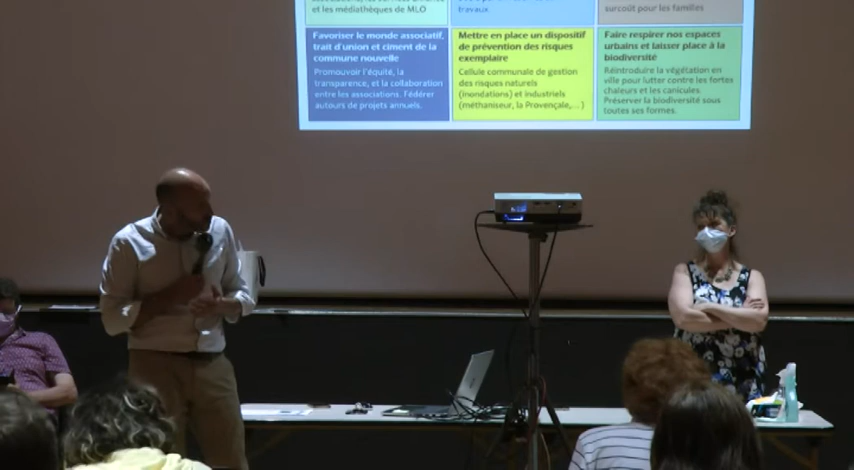 et les médiathèques de MLO
travaux.
surcoût pour les familles
Favoriser le monde associatif,
trait d'union et ciment de la
commune nouvelle
Promouvoir l'équité, la
transparence, et la collaboration
entre les associations. Fédérer
autours de projets annuels.
Mettre en place un dispositif
de prévention des risques
exemplaire
Cellule communale de gestion
des risques naturels
(inondations) et industriels
(méthaniseur, la Provençale,...)
Faire respirer nos espaces
urbains et laisser place à la
biodiversité
Réintroduire la végétation en
ville pour lutter contre les fortes
chaleurs et les canicules.
Préserver la biodiversité sous
toutes ses formes.